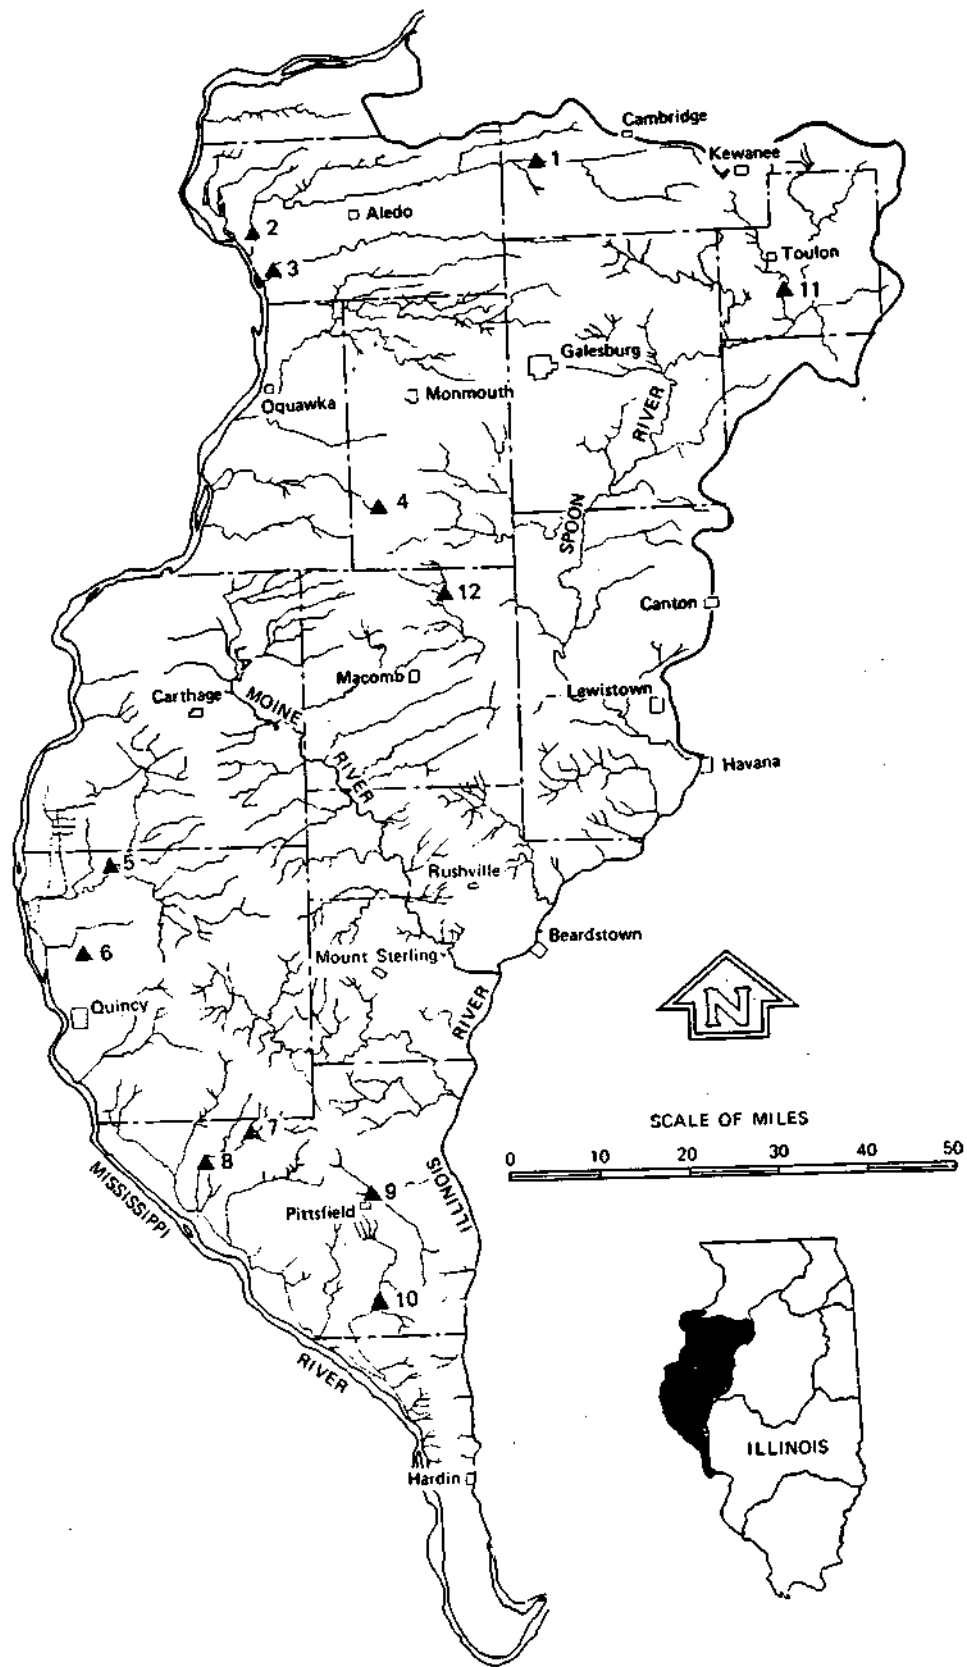 Cambridge
Kewanee
1
Aledo
2
3
Toulon
11
Galesburg
Monmouth
Oquawka
RIVER
4
SPOON
12
Canton
LA
MOINE
RIVER
Macomb
Carthage
Lewistown
Havana
5
Rushville
6
Mount Sterling
Beardstown
Quincy
RIVER
N
7
8
SCALE OF MILES
0 10 20 30 40 50
MISSISSIPPI
ILLINOIS
9
Pittsfield
10
RIVER
Hardin
ILLINOIS